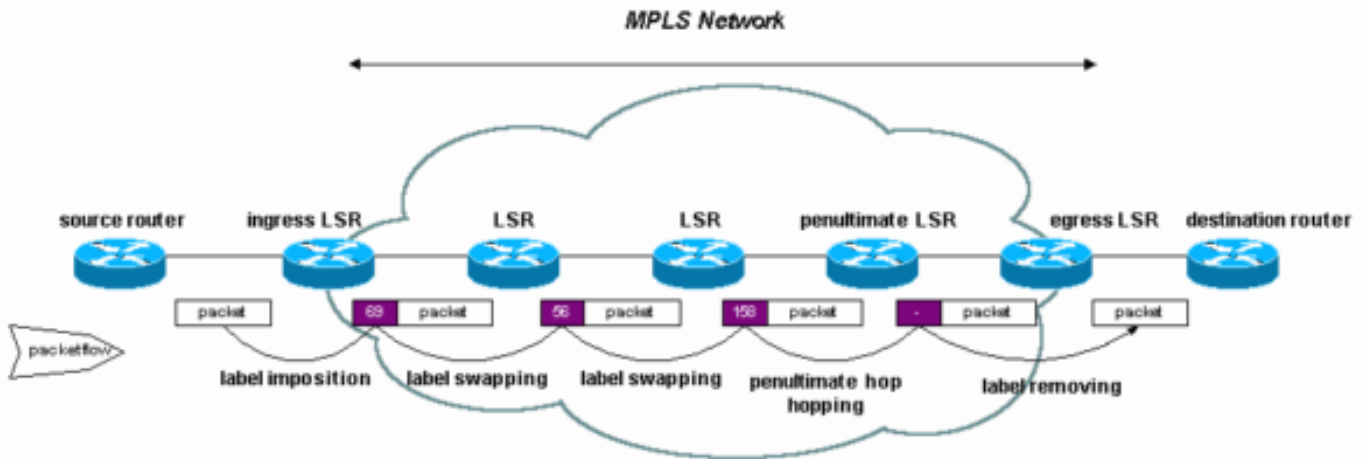 MPLS Network
source router
ingress LSR
LSR
LSR
penultimate LSR
egress LSR
destination router
packet
69 packet
56 packet
158 packet
- packet
packet
packetflow
label imposition
label swapping
label swapping
penultimate hop
hopping
label removing